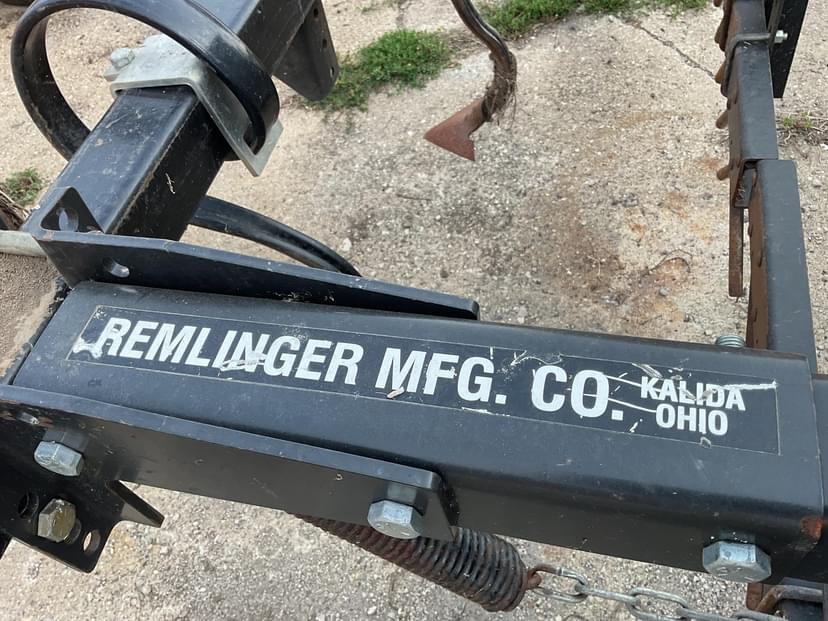 REMLINGER MFG. CO. KALIDA
OHIO